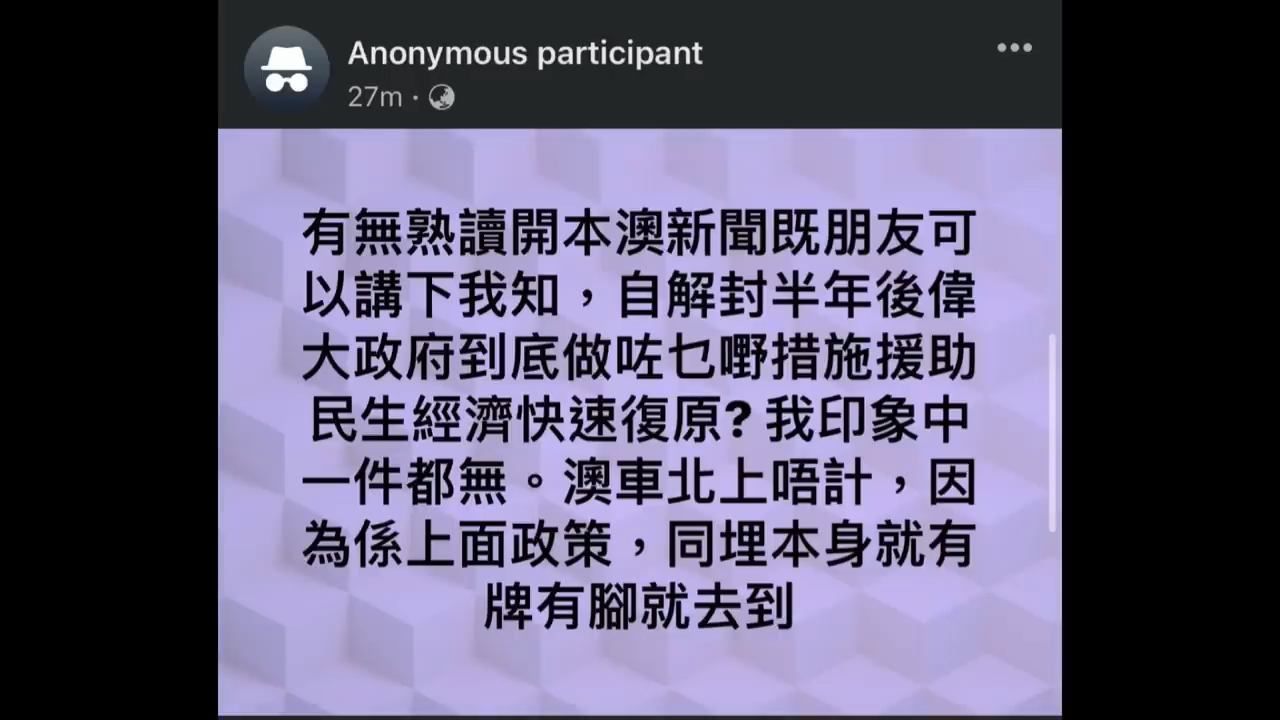 Anonymous participant
27m ·
有無熟讀開本澳新聞既朋友可
以講下我知，自解封半年後偉
大政府到底做咗乜嘢措施援助
民生經濟快速復原? 我印象中
一件都無。澳車北上唔計，因
為係上面政策，同埋本身就有
牌有腳就去到